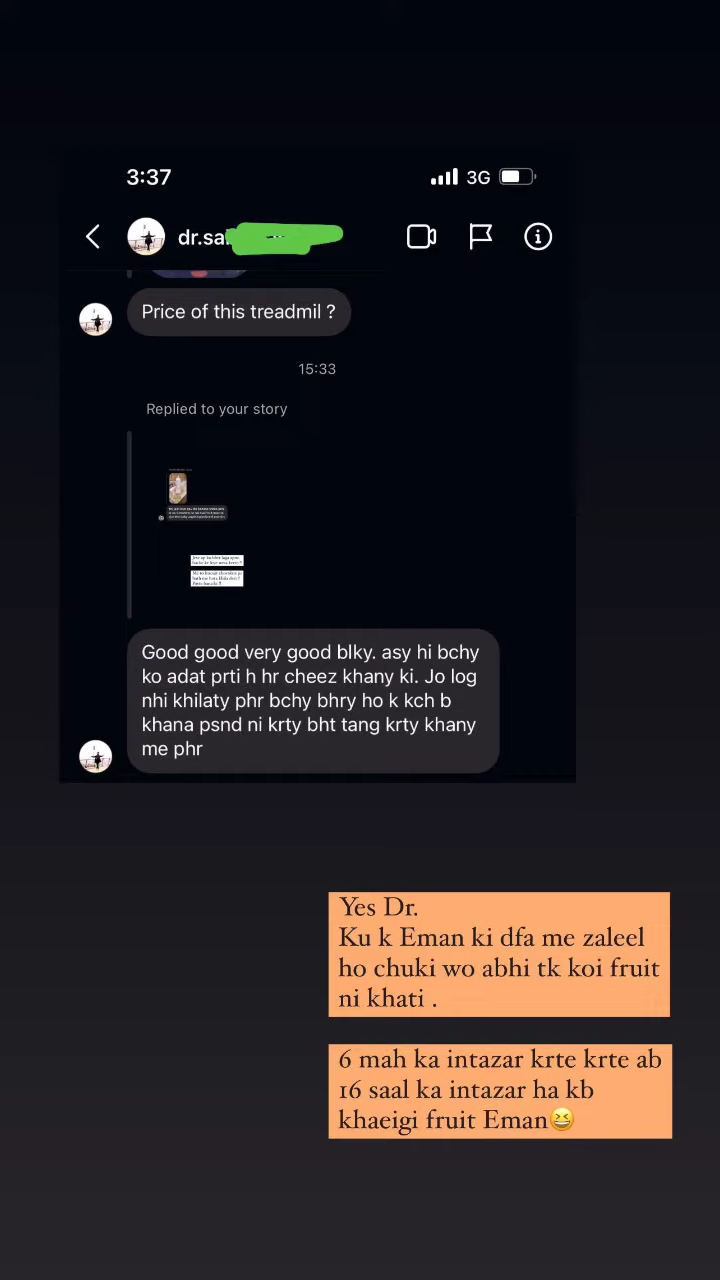 3:37
3G
dr.sa
Price of this treadmil ?
15:33
Replied to your story
Good good very good blky. asy hi bchy
ko adat prti h hr cheez khany ki. Jo log
nhi khilaty phr bchy bhry ho k kch b
khana psnd ni krty bht tang krty khany
me phr
Yes Dr.
Ku k Eman ki dfa me zaleel
ho chuki wo abhi tk koi fruit
ni khati .
6 mah ka intazar krte krte ab
16 saal ka intazar ha kb
khaeigi fruit Eman😆